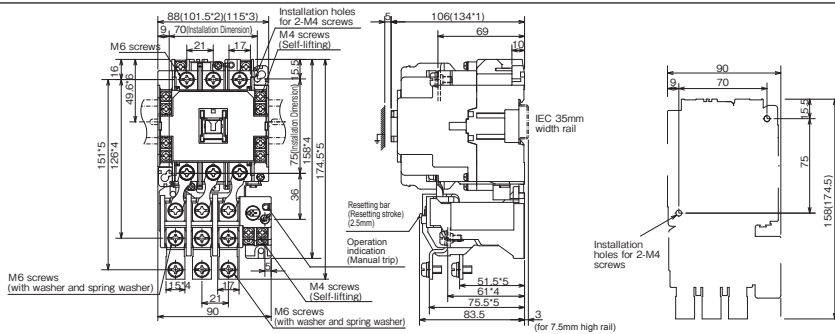 88(101.5*2)(115*3)
9 70(Installation Dimension)
Installation holes
for 2-M4 screws
M4 screws
(Self-lifting)
M6 screws
21
17
16
49.6*6
151*5
126*4
15.5
75(Installation Dimension)
158*4
174.5*5
36
M6 screws
(with washer and spring washer)
15*4
17
21
90
M4 screws
(Self-lifting)
M6 screws
(with washer and spring washer)
5
106(134*1)
69
10
IEC 35mm
width rail
Resetting bar
(Resetting stroke)
(2.5mm)
Operation
indication
(Manual trip)
51.5*5
61*4
75.5*5
83.5
3
(for 7.5mm high rail)
90
9
70
15.5
75
158(174.5)
Installation
holes for 2-M4
screws